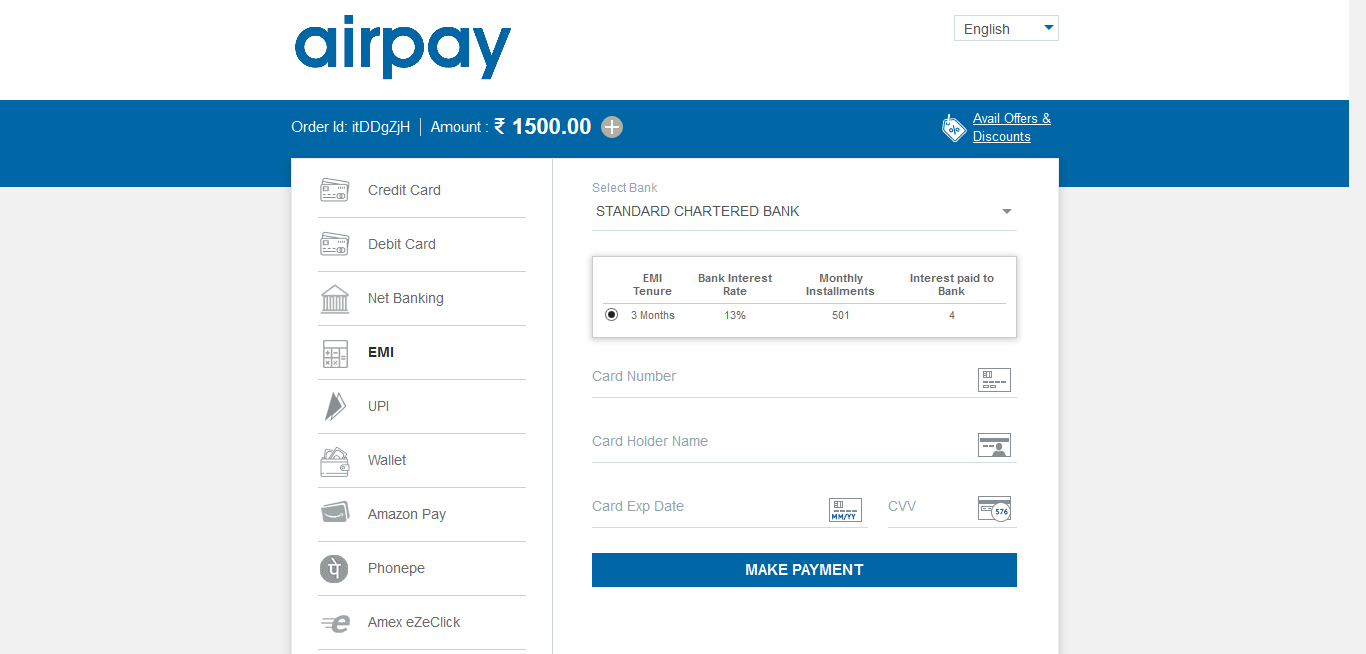 airpay
English
Order Id: itDDgZjH | Amount : ₹ 1500.00
Avail Offers &
Discounts
Credit Card
Debit Card
Net Banking
EMI
UPI
Wallet
Amazon Pay
Phonepe
Amex eZeClick
Select Bank
STANDARD CHARTERED BANK
EMI Tenure Bank Interest Rate Monthly Installments Interest paid to Bank
3 Months 13% 501 4
Card Number
Card Holder Name
Card Exp Date MM/YY CVV 576
MAKE PAYMENT